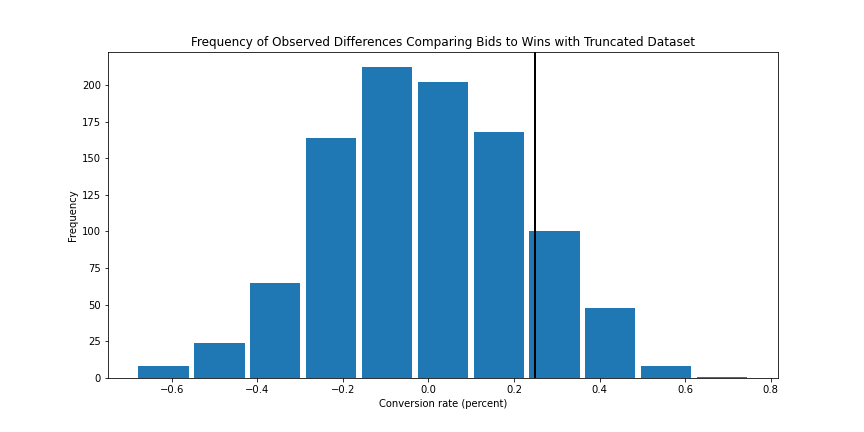 Frequency of Observed Differences Comparing Bids to Wins with Truncated Dataset
200
175
150
125
100
75
50
25
0
Frequency
−0.6 −0.4 −0.2 0.0 0.2 0.4 0.6 0.8
Conversion rate (percent)